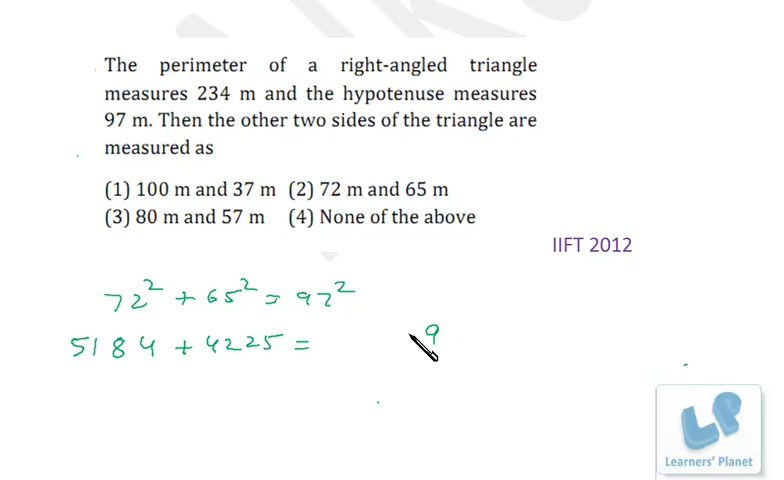 The perimeter of a right-angled triangle
measures 234 m and the hypotenuse measures
97 m. Then the other two sides of the triangle are
measured as
(1) 100 m and 37 m (2) 72 m and 65 m
(3) 80 m and 57 m (4) None of the above
IIFT 2012
72² + 65² = 97²
5184 + 4225 = 9
LP
Learners' Planet